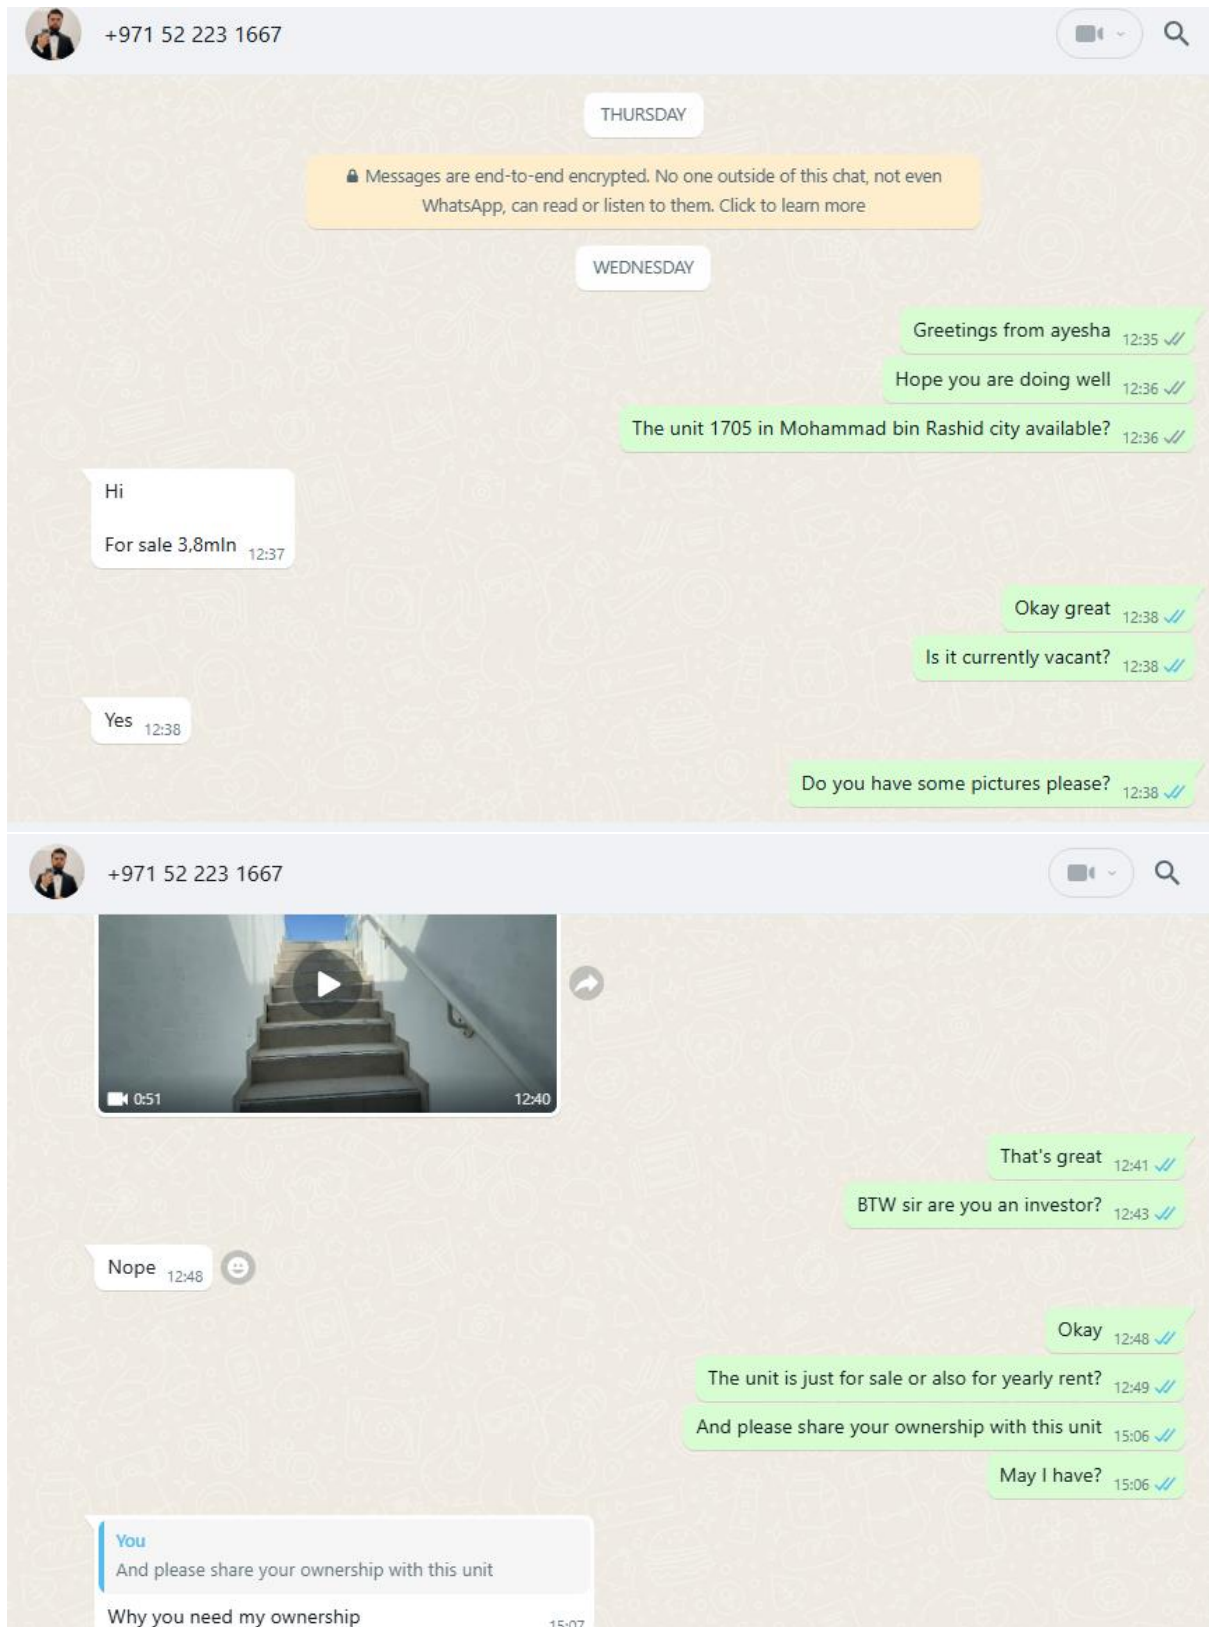 +971 52 223 1667
THURSDAY
Messages are end-to-end encrypted. No one outside of this chat, not even
WhatsApp, can read or listen to them. Click to learn more
WEDNESDAY
Greetings from ayesha 12:35
Hope you are doing well 12:36
The unit 1705 in Mohammad bin Rashid city available? 12:36
Hi
For sale 3,8mln 12:37
Okay great 12:38
Is it currently vacant? 12:38
Yes 12:38
Do you have some pictures please? 12:38
+971 52 223 1667
0:51 12:40
That's great 12:41
BTW sir are you an investor? 12:43
Nope 12:48
Okay 12:48
The unit is just for sale or also for yearly rent? 12:49
And please share your ownership with this unit 15:06
May I have? 15:06
You
And please share your ownership with this unit
Why you need my ownership 15:07